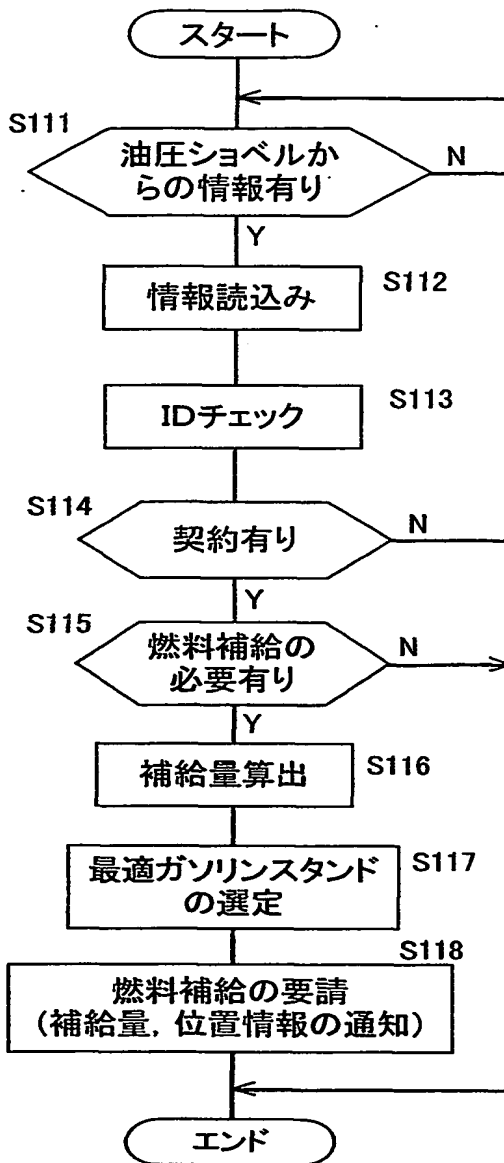 スタート
S111
油圧ショベルか
らの情報有り
N
Y
情報読込み
S112
IDチェック
S113
S114
契約有り
N
Y
S115
燃料補給の
必要有り
N
Y
補給量算出
S116
最適ガソリンスタンド
の選定
S117
S118
燃料補給の要請
(補給量, 位置情報の通知)
エンド